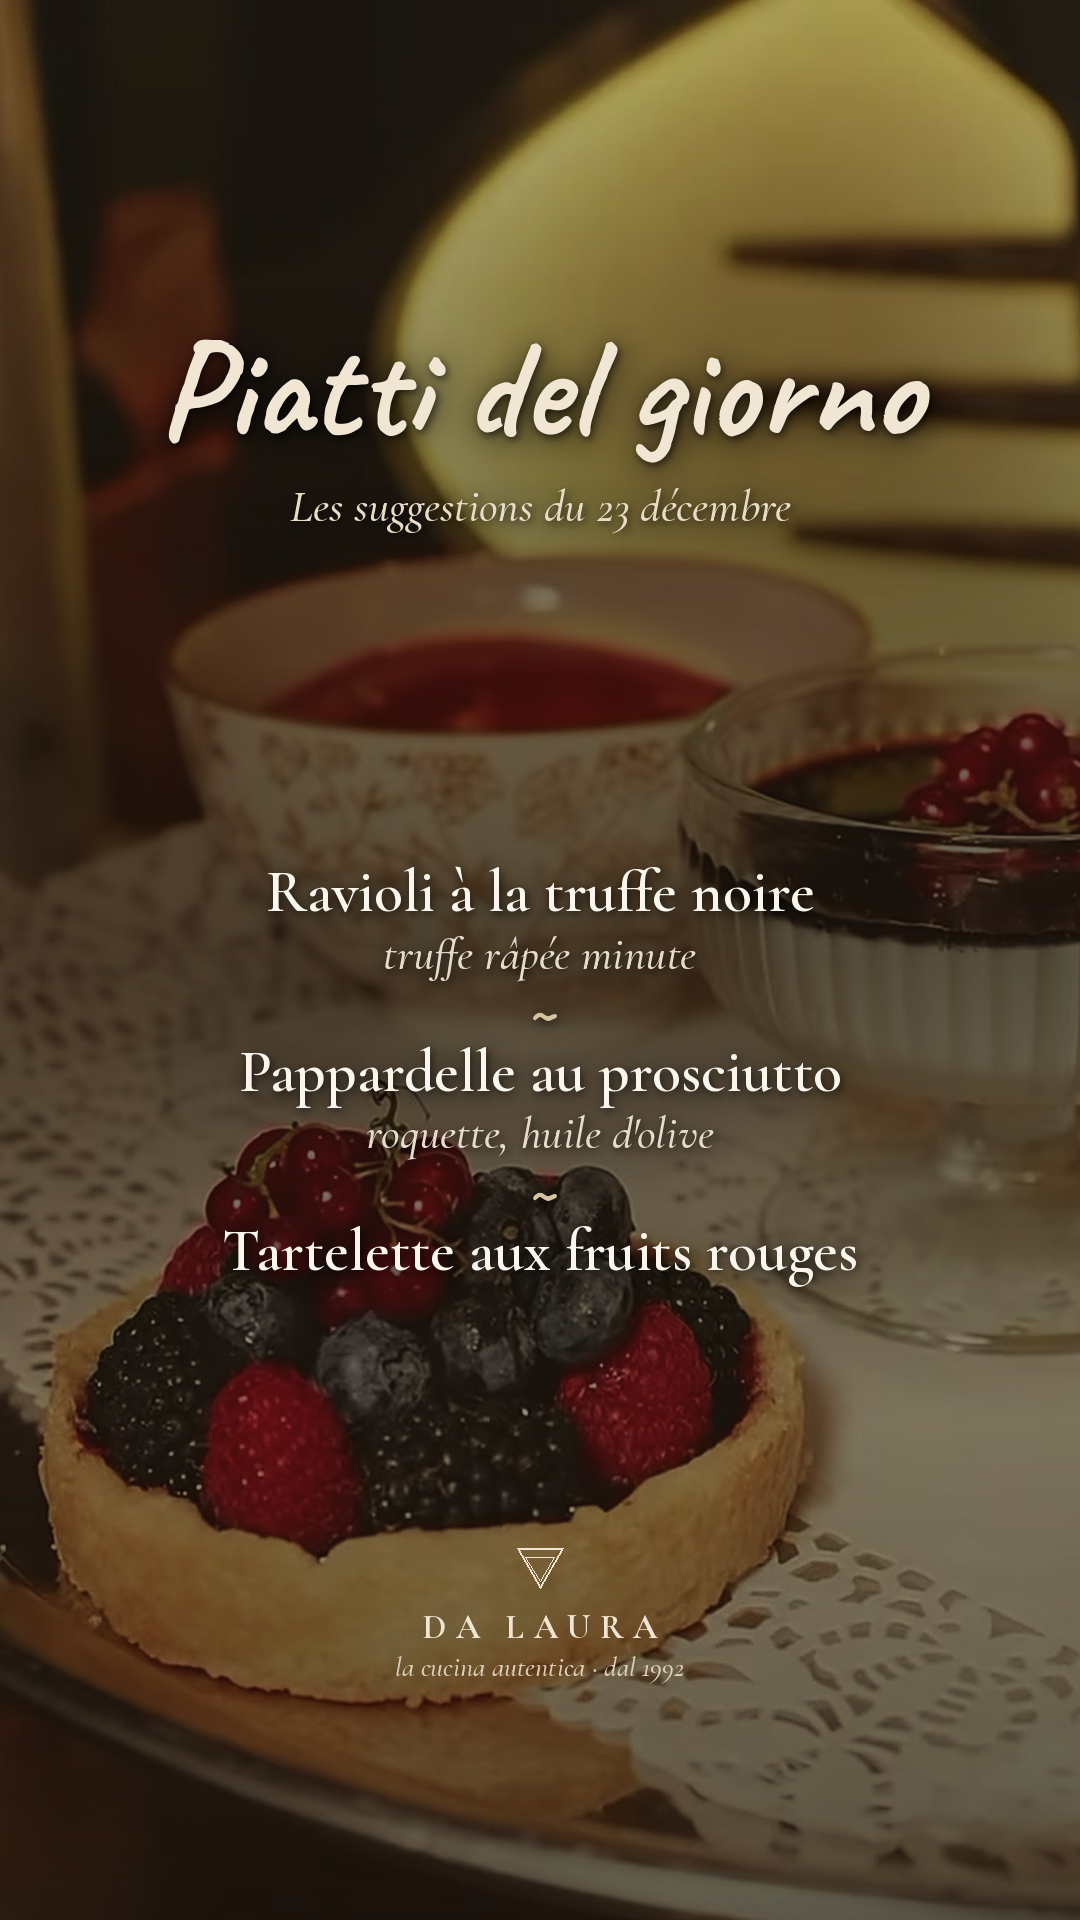 Piatti del giorno
Les suggestions du 23 décembre
Ravioli à la truffe noire
truffe râpée minute
~
Pappardelle au prosciutto
roquette, huile d'olive
~
Tartelette aux fruits rouges
DA LAURA
la cucina autentica · dal 1992